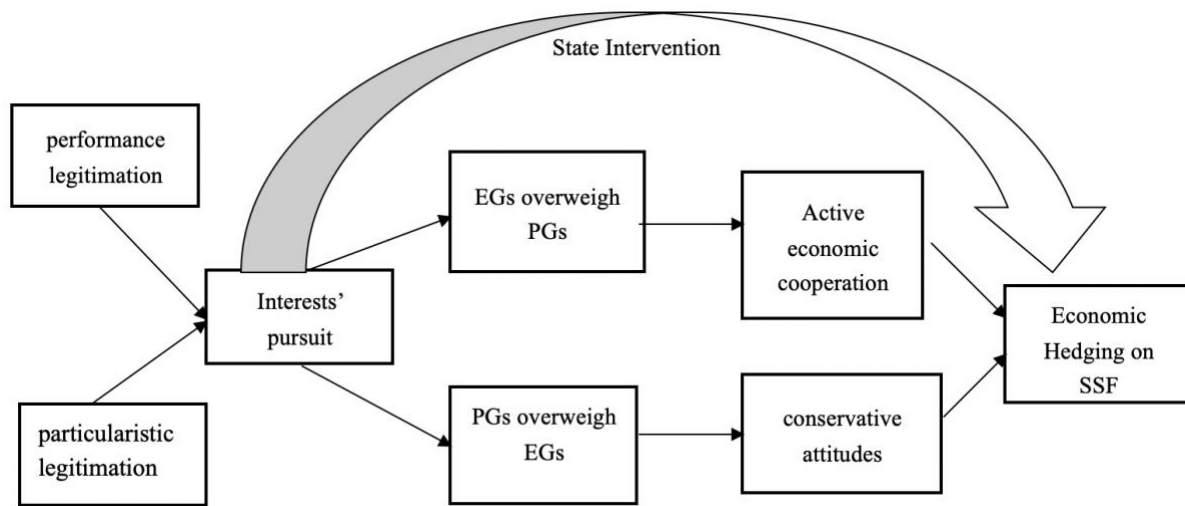 State Intervention
performance
legitimation
EGs overweigh
PGs
Active
economic
cooperation
Interests’
pursuit
Economic
Hedging on
SSF
particularistic
legitimation
PGs overweigh
EGs
conservative
attitudes